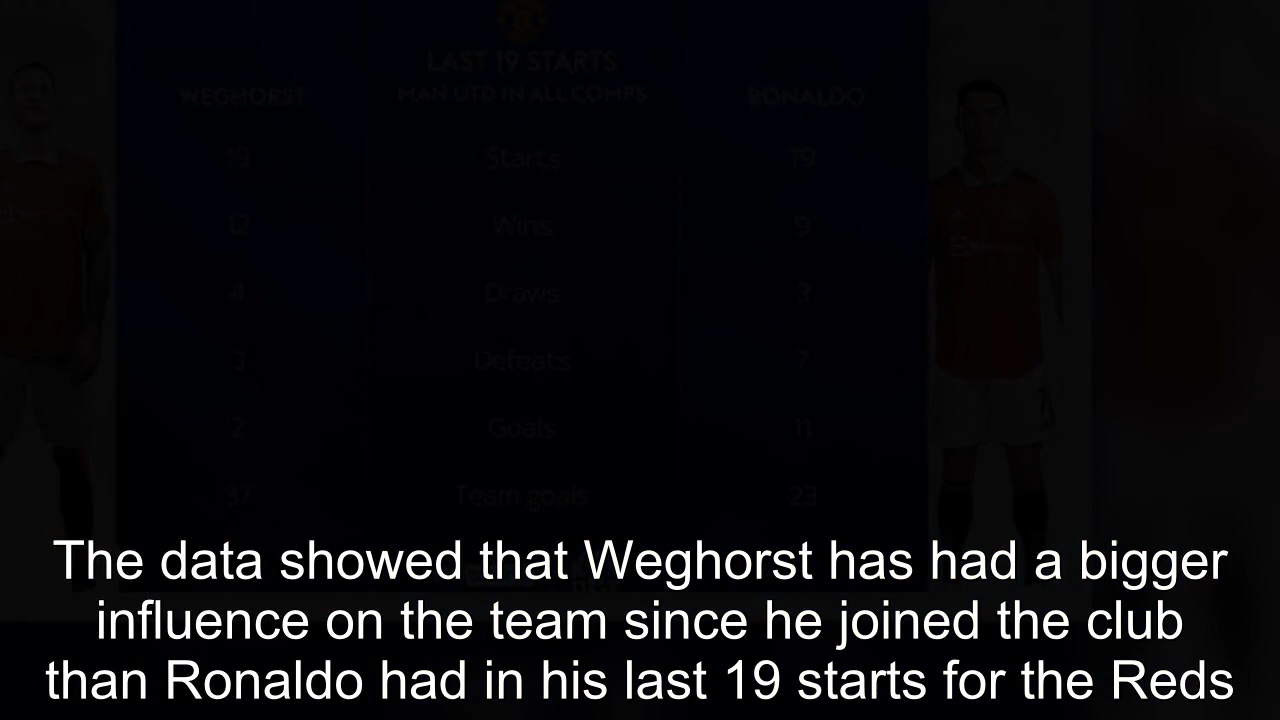 LAST 19 STARTS
WEGHORST MAN UTD IN ALL COMPS RONALDO
19 Starts 19
12 Wins 9
4 Draws 3
3 Defeats 7
2 Goals 11
37 Team goals 23
The data showed that Weghorst has had a bigger
influence on the team since he joined the club
than Ronaldo had in his last 19 starts for the Reds